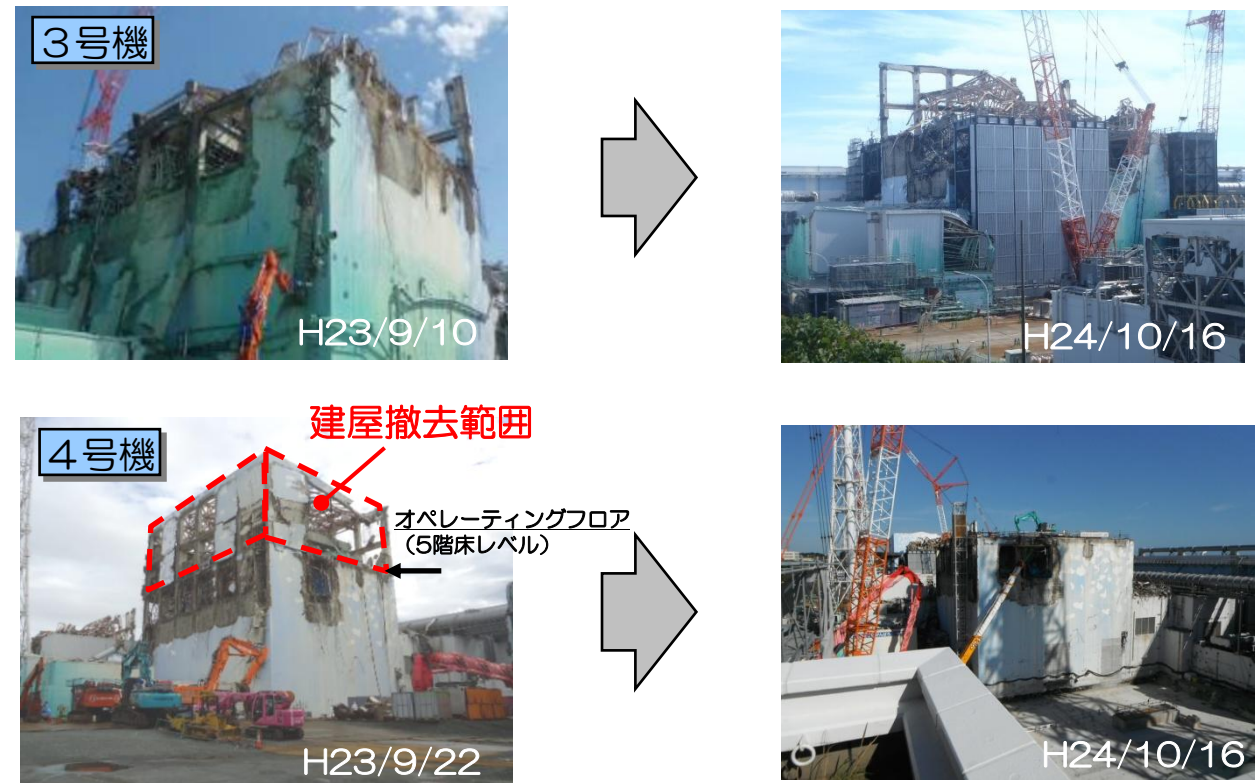 ３号機
H23/9/10
H24/10/16
４号機
建屋撤去範囲
オペレーティングフロア
（5階床レベル）
H23/9/22
H24/10/16